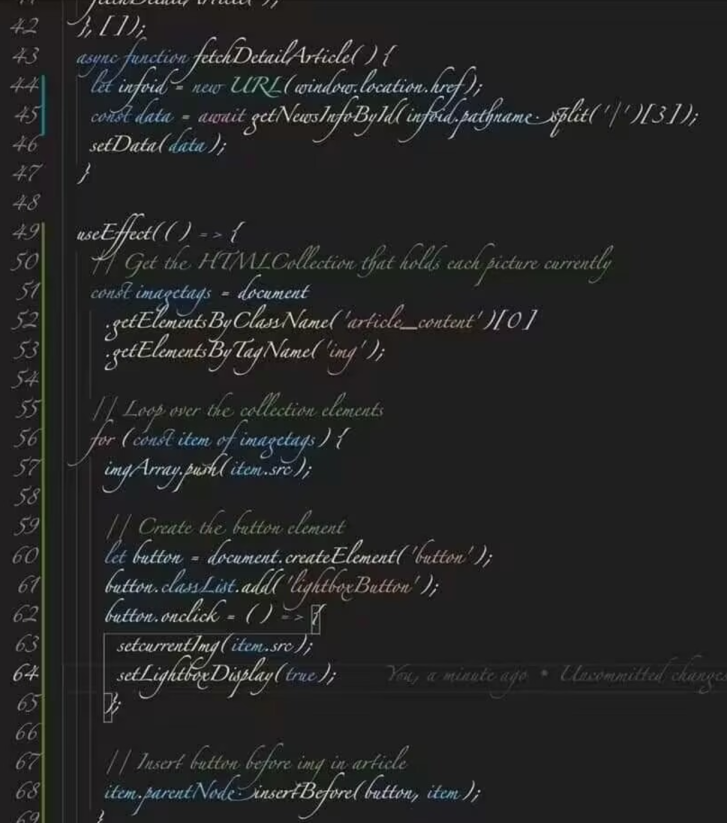 42 }, []);
43 async function fetchDetailArticle() {
44 let infoid = new URL(window.location.href);
45 const data = await getNewsInfoById(infoid.pathname.split('/')[3]);
46 setData(data);
47 }
48
49 useEffect(() => {
50 // Get the HTMLCollection that holds each picture currently
51 const imagetags = document
52 .getElementsByClassName('article_content')[0]
53 .getElementsByTagName('img');
54
55 // Loop over the collection elements
56 for (const item of imagetags) {
57 imgArray.push(item.src);
58
59 // Create the button element
60 let button = document.createElement('button');
61 button.classList.add('lightboxButton');
62 button.onclick = () => {
63 setcurrentImg(item.src);
64 setLightboxDisplay(true); You, a minute ago • Uncommitted changes
65 };
66
67 // Insert button before img in article
68 item.parentNode.insertBefore(button, item);
69 }